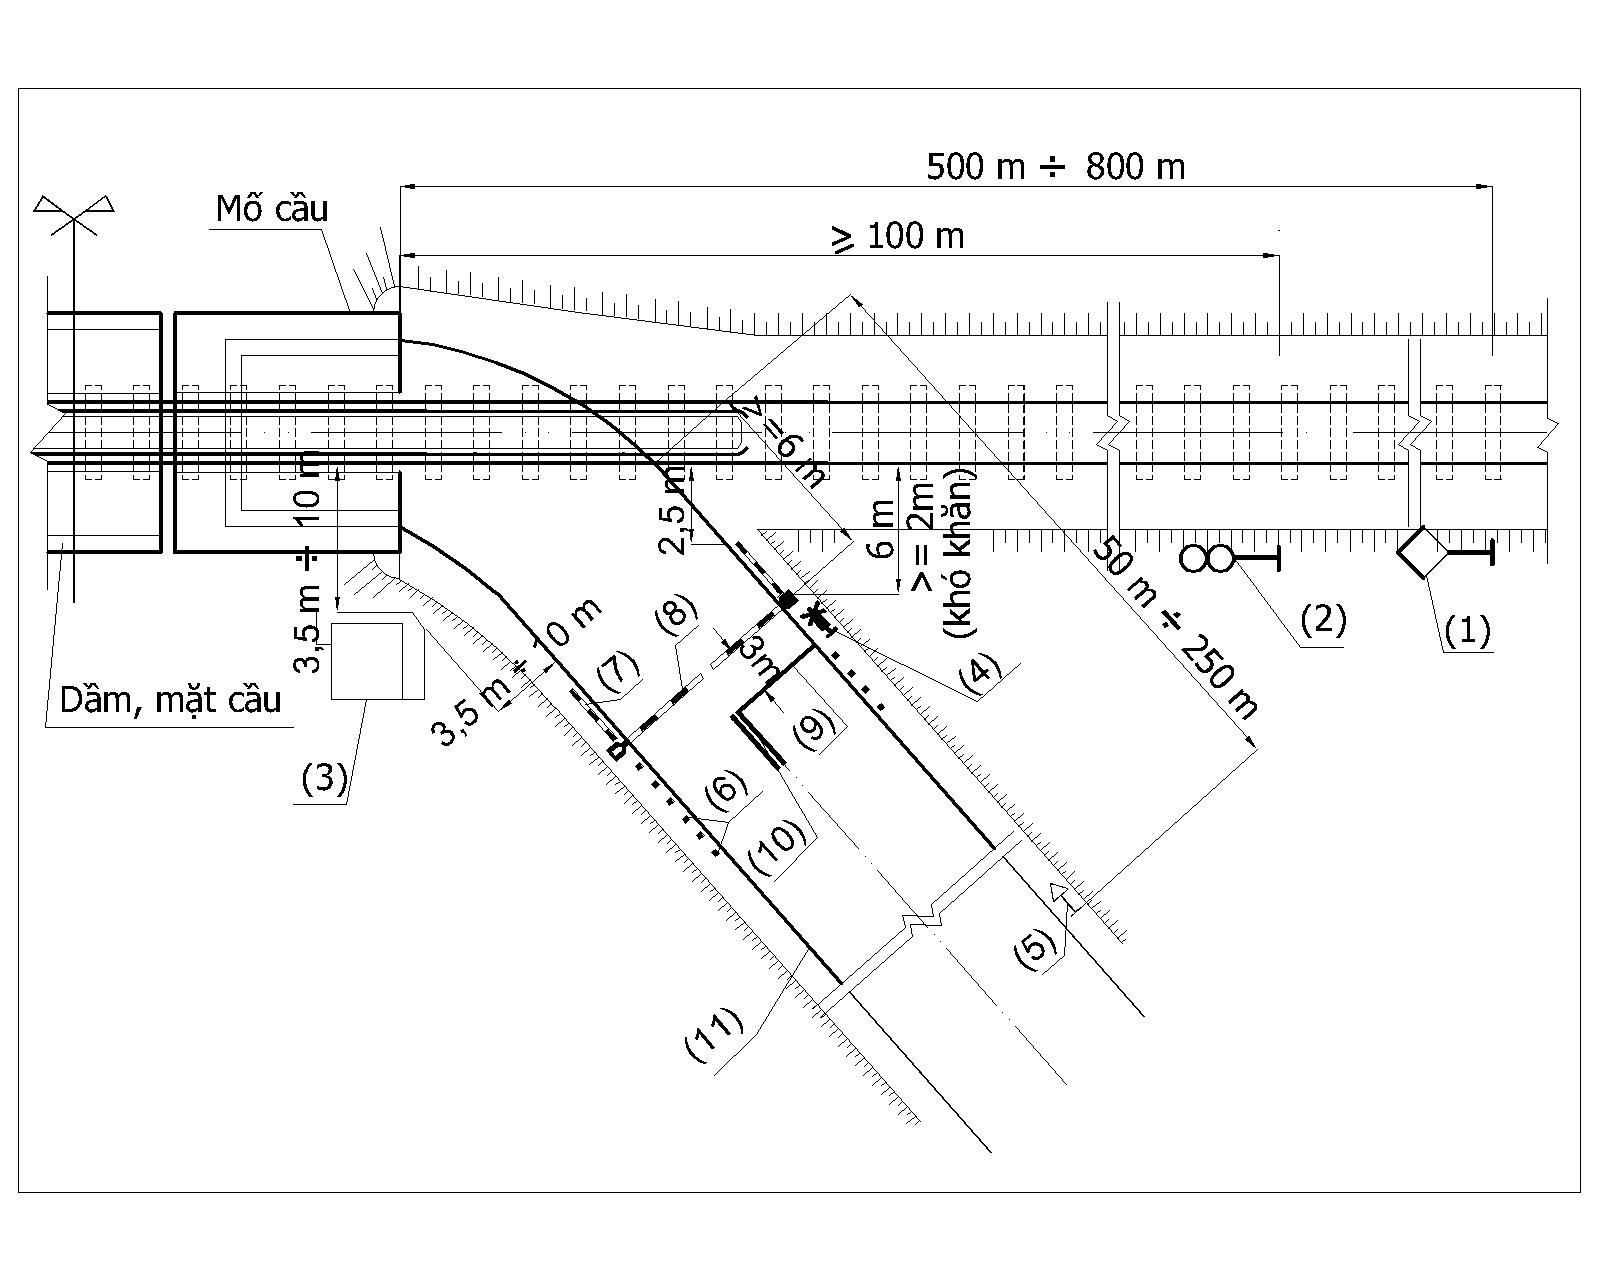 500 m ÷ 800 m
Mố cầu
⩾ 100 m
⩾=6 m
3,5 m ÷ 10 m
2,5 m
6 m
>= 2m
(khó khăn)
50 m ÷ 250 m
(2)
(1)
3,5 m ÷ 10 m
(8)
(7)
3m
(4)
Dầm, mặt cầu
(3)
(9)
(6)
(10)
(5)
(11)